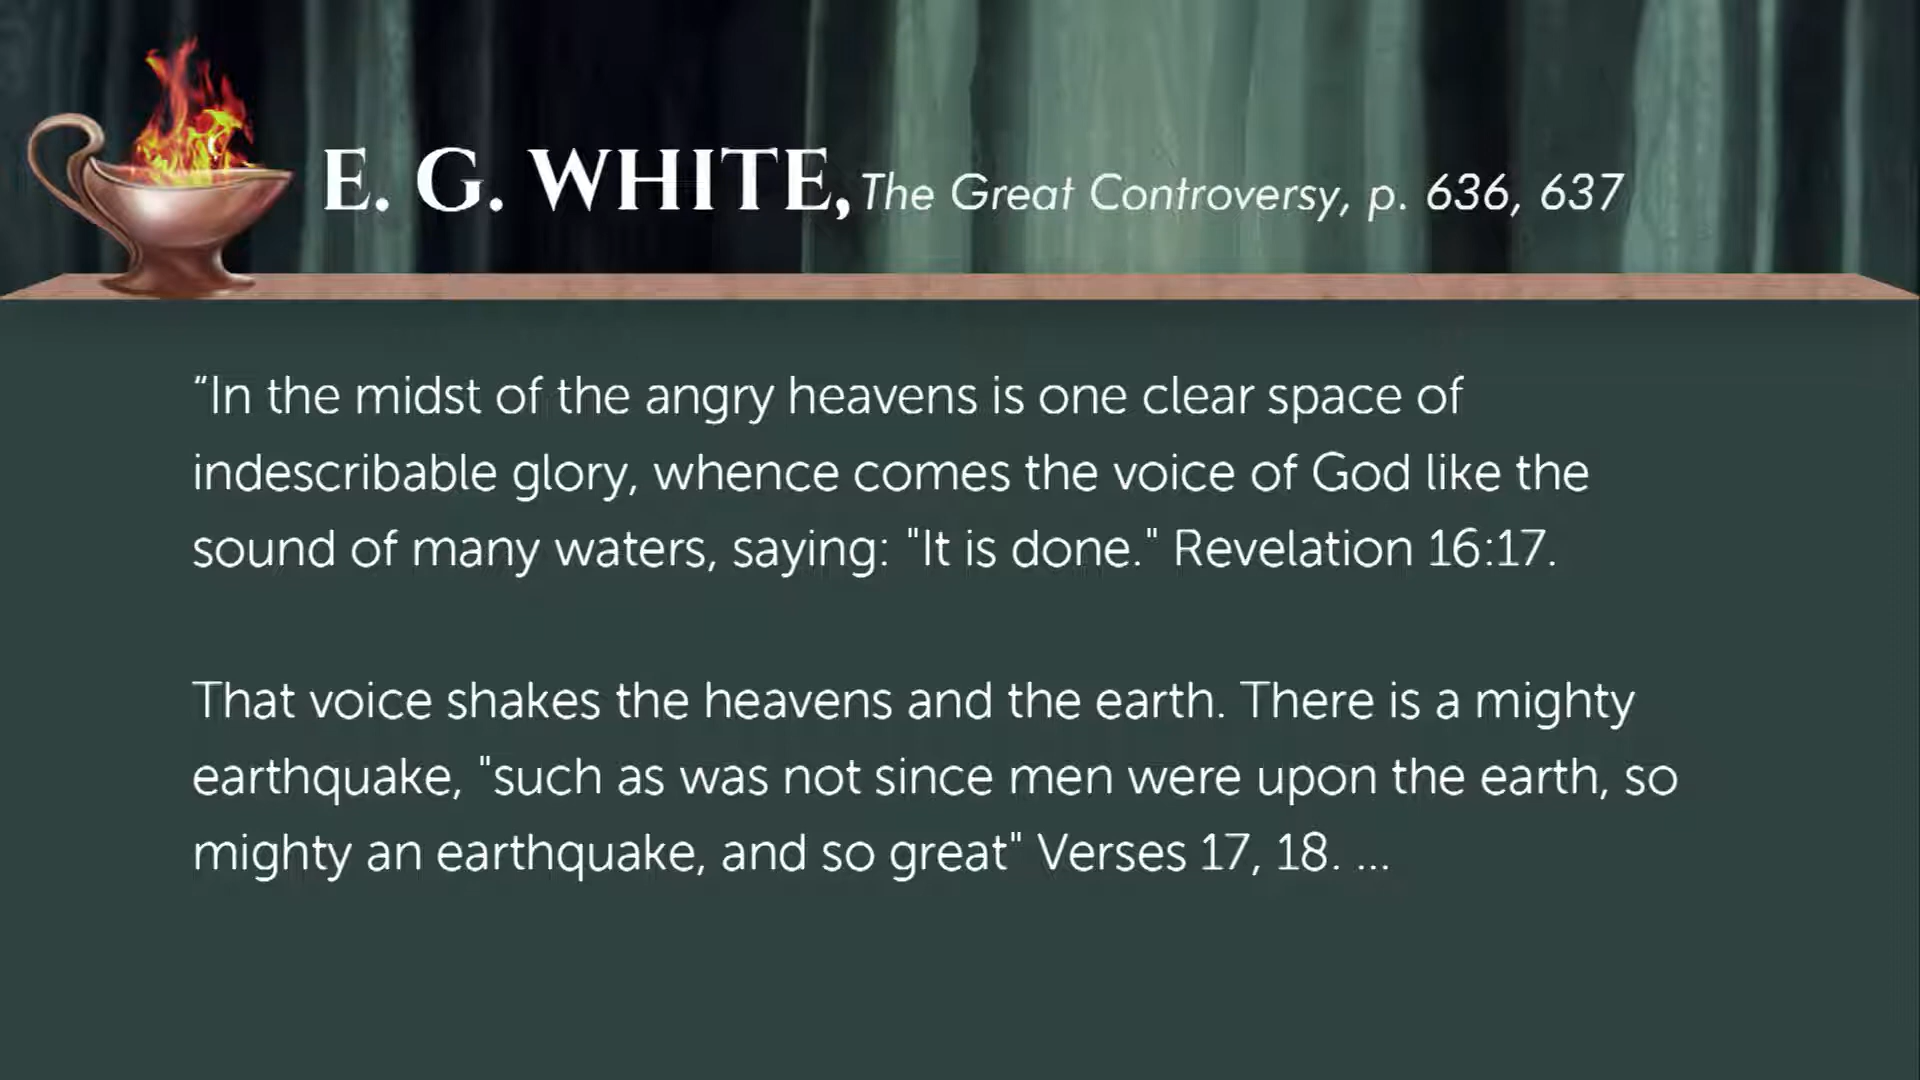 E. G. WHITE, The Great Controversy, p. 636, 637
“In the midst of the angry heavens is one clear space of
indescribable glory, whence comes the voice of God like the
sound of many waters, saying: "It is done." Revelation 16:17.
That voice shakes the heavens and the earth. There is a mighty
earthquake, "such as was not since men were upon the earth, so
mighty an earthquake, and so great" Verses 17, 18. ...